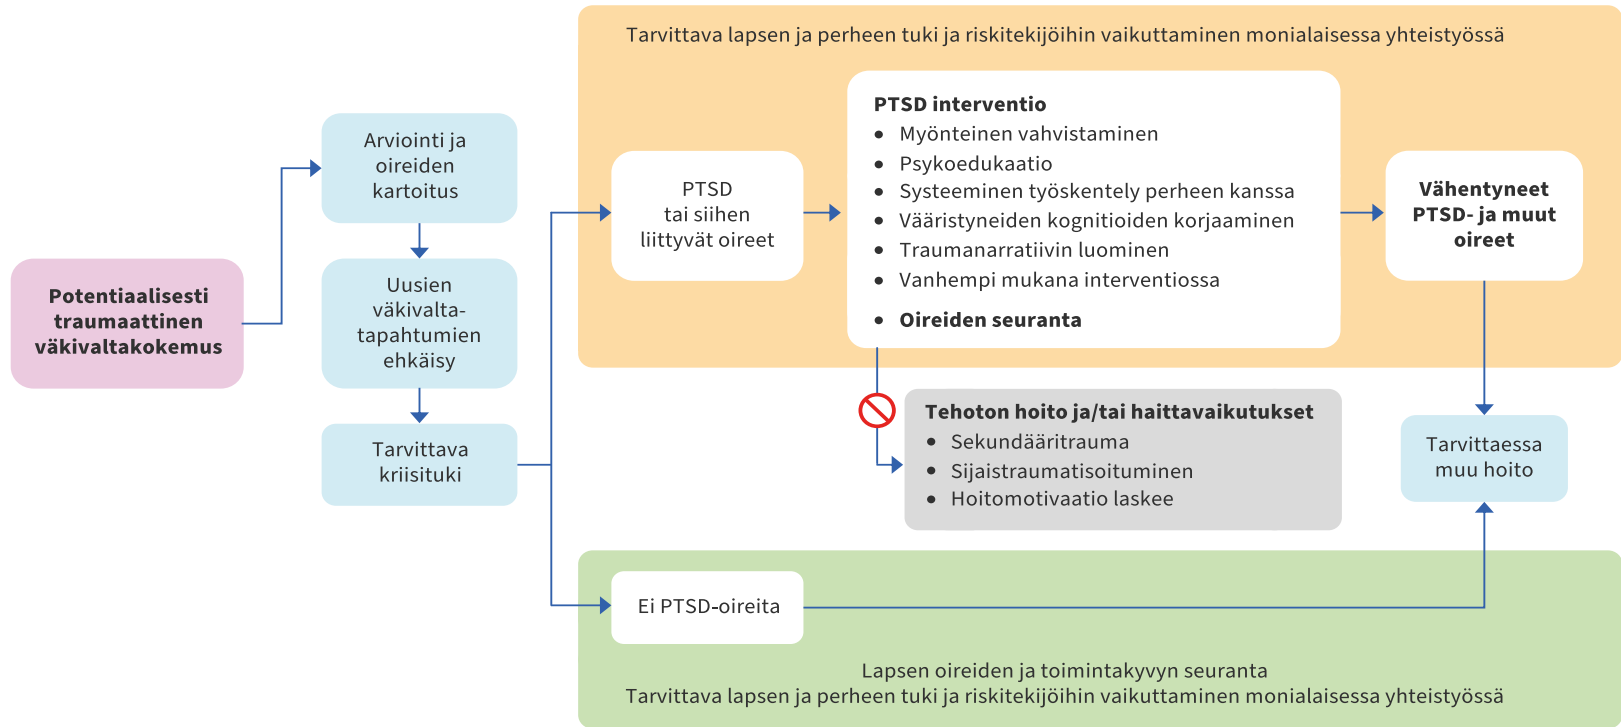 Potentiaalisesti
traumaattinen
väkivaltakokemus
Arviointi ja
oireiden
kartoitus
Uusien
väkivalta-
tapahtumien
ehkäisy
Tarvittava
kriisituki
Tarvittava lapsen ja perheen tuki ja riskitekijöihin vaikuttaminen monialaisessa yhteistyössä
PTSD
tai siihen
liittyvät oireet
PTSD interventio
• Myönteinen vahvistaminen
• Psykoedukaatio
• Systeeminen työskentely perheen kanssa
• Vääristyneiden kognitioiden korjaaminen
• Traumanarratiivin luominen
• Vanhempi mukana interventiossa
• Oireiden seuranta
Vähentyneet
PTSD- ja muut
oireet
Tehoton hoito ja/tai haittavaikutukset
• Sekundääritrauma
• Sijaistraumatisoituminen
• Hoitomotivaatio laskee
Tarvittaessa
muu hoito
Ei PTSD-oireita
Lapsen oireiden ja toimintakyvyn seuranta
Tarvittava lapsen ja perheen tuki ja riskitekijöihin vaikuttaminen monialaisessa yhteistyössä